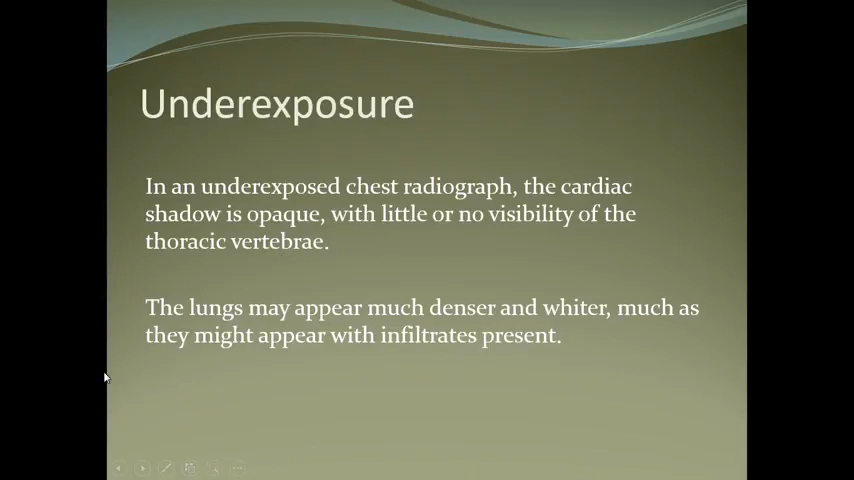 Underexposure
In an underexposed chest radiograph, the cardiac
shadow is opaque, with little or no visibility of the
thoracic vertebrae.
The lungs may appear much denser and whiter, much as
they might appear with infiltrates present.